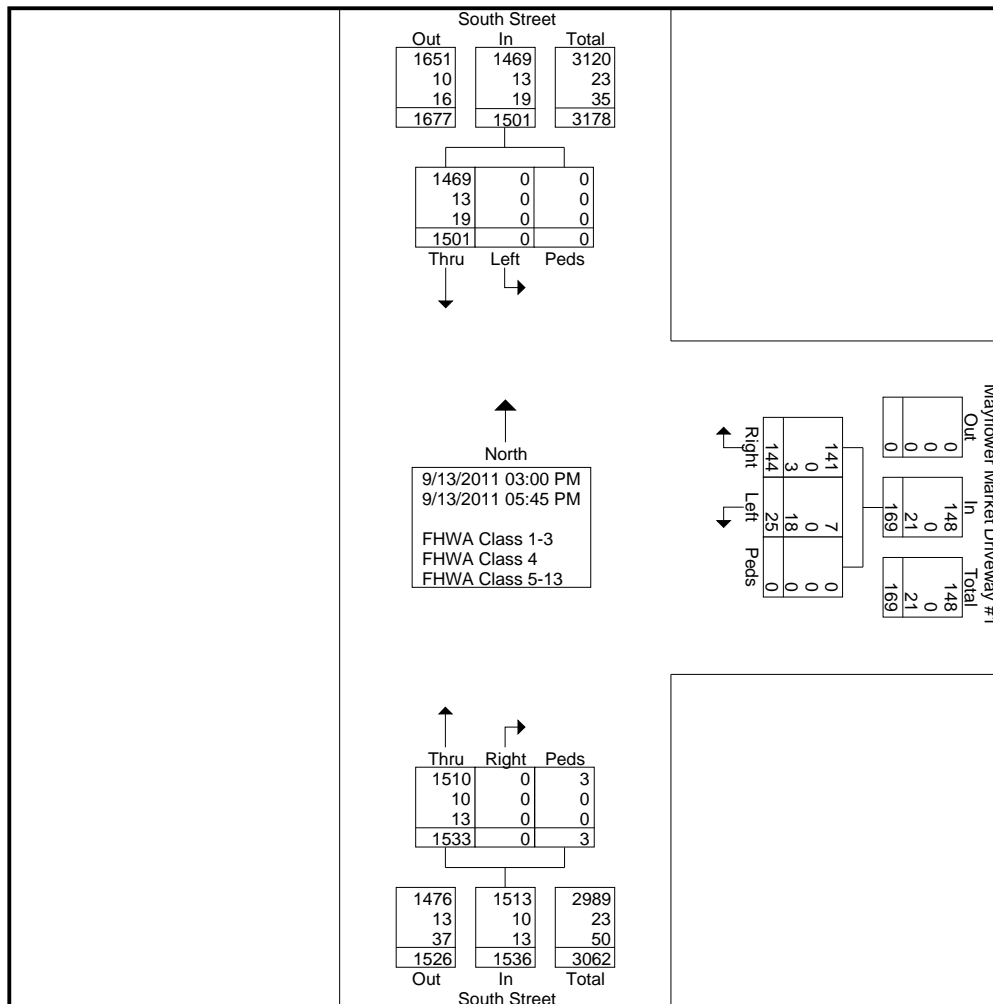 South Street
Out In Total
1651 1469 3120
10 13 23
16 19 35
1677 1501 3178
1469 0 0
13 0 0
19 0 0
1501 0 0
Thru Left Peds
North
9/13/2011 03:00 PM
9/13/2011 05:45 PM
FHWA Class 1-3
FHWA Class 4
FHWA Class 5-13
Mayflower Market Driveway #1
Out In Total
0 148 148
0 0 0
0 21 21
0 169 169
141 7 0
0 0 0
3 18 0
144 25 0
Right Left Peds
Thru Right Peds
1510 0 3
10 0 0
13 0 0
1533 0 3
1476 1513 2989
13 10 23
37 13 50
1526 1536 3062
Out In Total
South Street